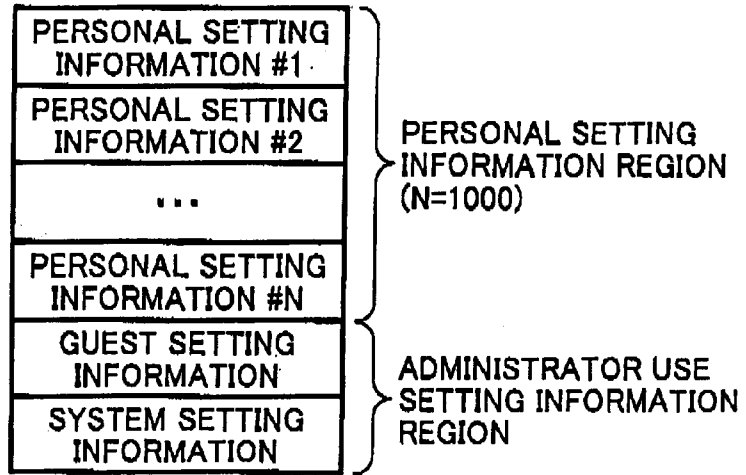 PERSONAL SETTING
INFORMATION #1
PERSONAL SETTING
INFORMATION #2
...
PERSONAL SETTING
INFORMATION #N
GUEST SETTING
INFORMATION
SYSTEM SETTING
INFORMATION
PERSONAL SETTING
INFORMATION REGION
(N=1000)
ADMINISTRATOR USE
SETTING INFORMATION
REGION